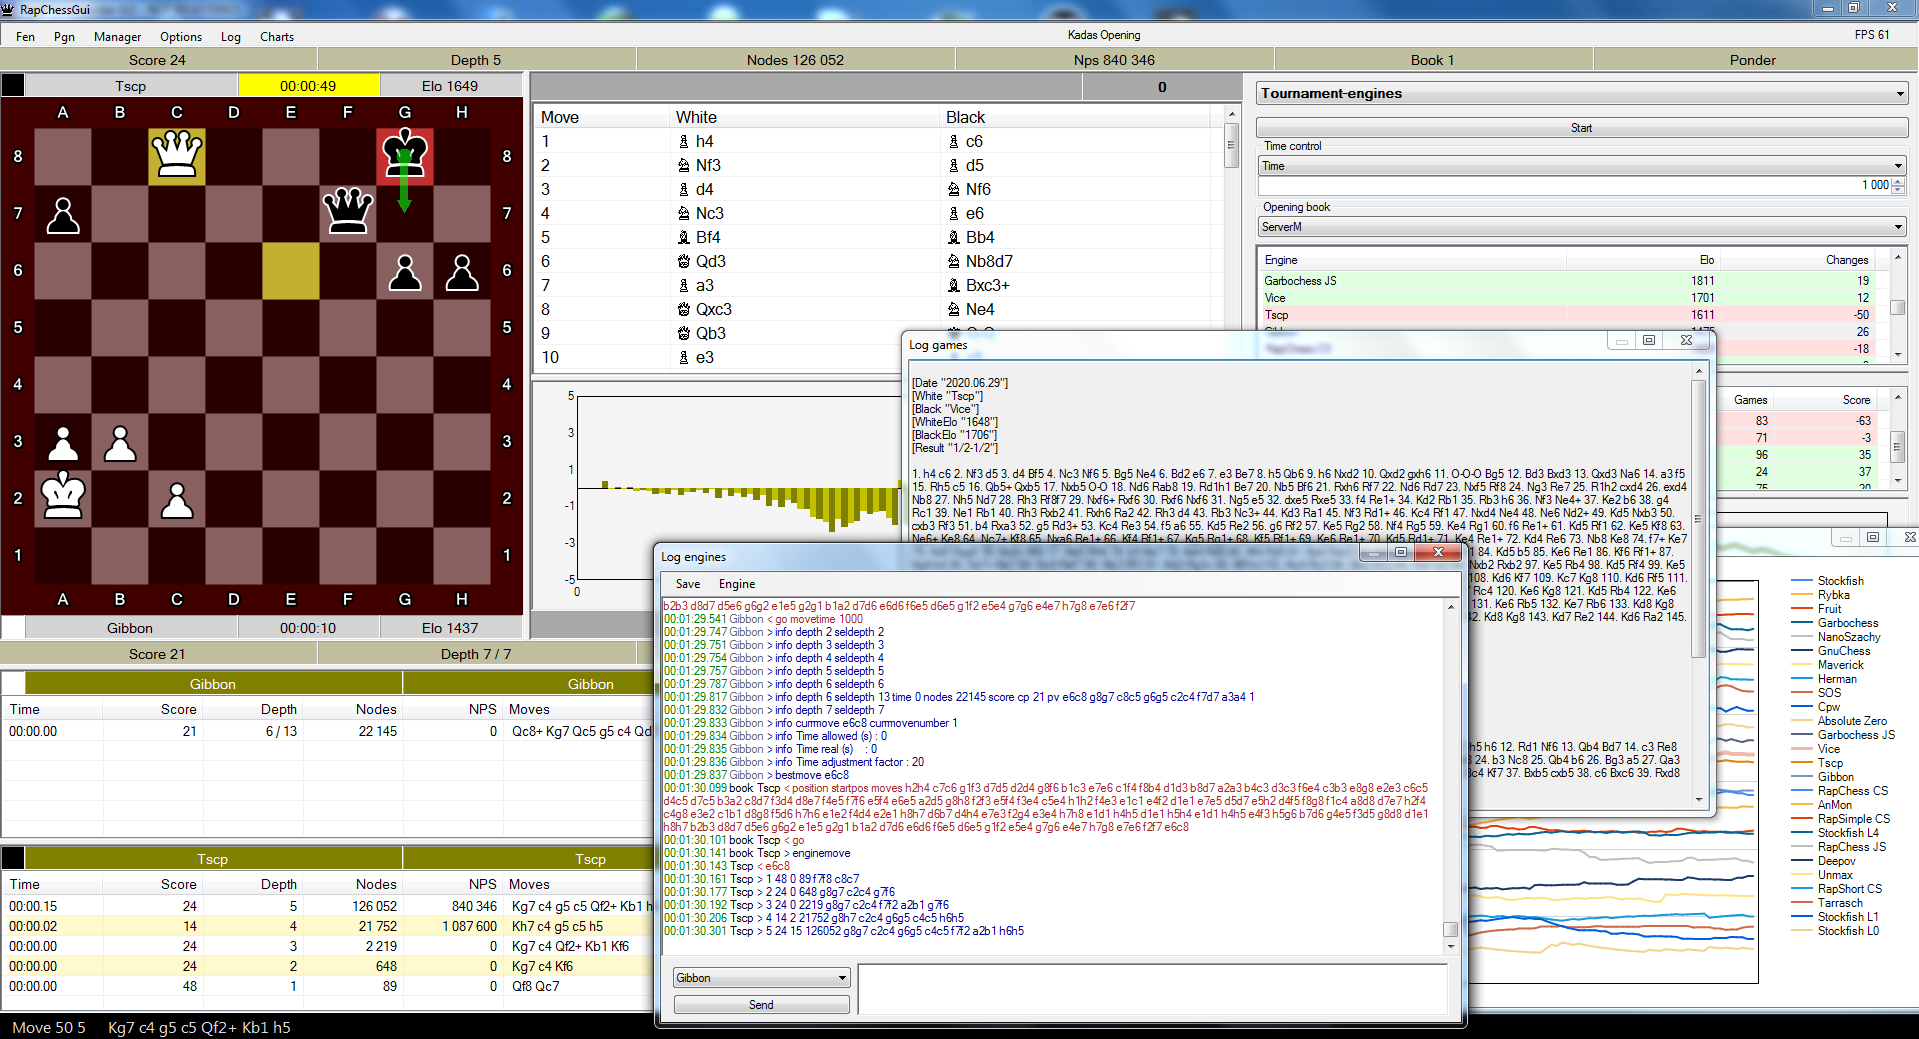 RapChessGui
Fen Pgn Manager Options Log Charts
Kadas Opening
FPS 61
Score 24 Depth 5 Nodes 126 052 Nps 840 346 Book 1 Ponder
Tscp 00:00:49 Elo 1649
A B C D E F G H
8 8
7 7
6 6
5 5
4 4
3 3
2 2
1 1
A B C D E F G H
Gibbon 00:00:10 Elo 1437
Score 21 Depth 7 / 7
0
Move White Black
1 h4 c6
2 Nf3 d5
3 d4 Nf6
4 Nc3 e6
5 Bf4 Bb4
6 Qd3 Nb8d7
7 a3 Bxc3+
8 Qxc3 Ne4
9 Qb3
10 e3
5
3
1
-1
-3
-5
0
Tournament-engines
Start
Time control
Time
1 000
Opening book
ServerM
Engine Elo Changes
Garbochess JS 1811 19
Vice 1701 12
Tscp 1611 -50
26
-18
Games Score
83 -63
71 -3
96 35
24 37
75 20
Log games
[Date "2020.06.29"]
[White "Tscp"]
[Black "Vice"]
[WhiteElo "1648"]
[BlackElo "1706"]
[Result "1/2-1/2"]
1. h4 c6 2. Nf3 d5 3. d4 Bf5 4. Nc3 Nf6 5. Bg5 Ne4 6. Bd2 e6 7. e3 Be7 8. h5 Qb6 9. h6 Nxd2 10. Qxd2 gxh6 11. O-O-O Bg5 12. Bd3 Bxd3 13. Qxd3 Na6 14. a3 f5
15. Rh5 c5 16. Qb5+ Qxb5 17. Nxb5 O-O 18. Nd6 Rab8 19. Rd1h1 Be7 20. Nb5 Bf6 21. Rxh6 Rf7 22. Nd6 Rd7 23. Nxf5 Rf8 24. Ng3 Re7 25. R1h2 cxd4 26. exd4
Nb8 27. Nh5 Nd7 28. Rh3 Rf8f7 29. Nxf6+ Rxf6 30. Rxf6 Nxf6 31. Ng5 e5 32. dxe5 Rxe5 33. f4 Re1+ 34. Kd2 Rb1 35. Rb3 h6 36. Nf3 Ne4+ 37. Ke2 b6 38. g4
Rc1 39. Ne1 Rb1 40. Rh3 Rxb2 41. Rxh6 Ra2 42. Rh3 d4 43. Rb3 Nc3+ 44. Kd3 Ra1 45. Nf3 Rd1+ 46. Kc4 Rf1 47. Nxd4 Ne4 48. Ne6 Nd2+ 49. Kd5 Nxb3 50.
cxb3 Rf3 51. b4 Rxa3 52. g5 Rd3+ 53. Kc4 Re3 54. f5 a6 55. Kd5 Re2 56. g6 Rf2 57. Ke5 Rg2 58. Nf4 Rg5 59. Ke4 Rg1 60. f6 Re1+ 61. Kd5 Rf1 62. Ke5 Kf8 63.
Ne6+ Ke8 64. Nc7+ Kf8 65. Nxa6 Re1+ 66. Kf4 Rf1+ 67. Kg5 Rg1+ 68. Kf5 Rf1+ 69. Ke6 Re1+ 70. Kd5 Rd1+ 71. Ke4 Re1+ 72. Kd4 Re6 73. Nb8 Ke8 74. f7+ Ke7
84. Kd5 b5 85. Ke6 Re1 86. Kf6 Rf1+ 87.
Nxb2 Rxb2 97. Ke5 Rb4 98. Kd5 Rf4 99. Ke5
108. Kd6 Kf7 109. Kc7 Kg8 110. Kd6 Rf5 111.
Rc4 120. Ke6 Kg8 121. Kd5 Rb4 122. Ke6
131. Ke6 Rb5 132. Ke7 Rb6 133. Kd8 Kg8
42. Kd8 Kg8 143. Kd7 Re2 144. Kd6 Ra2 145.
h5 h6 12. Rd1 Nf6 13. Qb4 Bd7 14. c3 Re8
24. b3 Nc8 25. Qb4 b6 26. Bg3 a5 27. Qa3
c4 Kf7 37. Bxb5 cxb5 38. c6 Bxc6 39. Rxd8
Log engines
Save Engine
b2b3 d8d7 d5e6 g6g2 e1e5 g2g1 b1a2 d7d6 e6d6 f6e5 d6e5 g1f2 e5e4 g7g6 e4e7 h7g8 e7e6 f2f7
00:01:29.541 Gibbon < go movetime 1000
00:01:29.747 Gibbon > info depth 2 seldepth 2
00:01:29.751 Gibbon > info depth 3 seldepth 3
00:01:29.754 Gibbon > info depth 4 seldepth 4
00:01:29.757 Gibbon > info depth 5 seldepth 5
00:01:29.787 Gibbon > info depth 6 seldepth 6
00:01:29.817 Gibbon > info depth 6 seldepth 13 time 0 nodes 22145 score cp 21 pv e6c8 g8g7 c8c5 g6g5 c2c4 f7d7 a3a4 1
00:01:29.832 Gibbon > info depth 7 seldepth 7
00:01:29.833 Gibbon > info currmove e6c8 currmovenumber 1
00:01:29.834 Gibbon > info Time allowed (s) : 0
00:01:29.835 Gibbon > info Time real (s) : 0
00:01:29.836 Gibbon > info Time adjustment factor : 20
00:01:29.837 Gibbon > bestmove e6c8
00:01:30.099 book Tscp < position startpos moves h2h4 c7c6 g1f3 d7d5 d2d4 g8f6 b1c3 e7e6 c1f4 f8b4 d1d3 b8d7 a2a3 b4c3 d3c3 f6e4 c3b3 e8g8 e2e3 c6c5
d4c5 d7c5 b3a2 c8d7 f3d4 d8e7 f4e5 f7f6 e5f4 e6e5 a2d5 g8h8 f2f3 e5f4 f3e4 c5e4 h1h2 f4e3 e1c1 e4f2 d1e1 e7e5 d5d7 e5h2 d4f5 f8g8 f1c4 a8d8 d7e7 h2f4
c4g8 e3e2 c1b1 d8g8 f5d6 h7h6 e1e2 f4d4 e2e1 h8h7 d6b7 d4h4 e7e3 f2g4 e3e4 h7h8 e1d1 h4h5 d1e1 h5h4 e1d1 h4h5 e4f3 h5g6 b7d6 g4e5 f3d5 g8d8 d1e1
h8h7 b2b3 d8d7 d5e6 g6g2 e1e5 g2g1 b1a2 d7d6 e6d6 f6e5 d6e5 g1f2 e5e4 g7g6 e4e7 h7g8 e7e6 f2f7 e6c8
00:01:30.101 book Tscp < go
00:01:30.141 book Tscp > enginemove
00:01:30.143 Tscp < e6c8
00:01:30.161 Tscp > 1 48 0 89 f7f8 c8c7
00:01:30.177 Tscp > 2 24 0 648 g8g7 c2c4 g7f6
00:01:30.192 Tscp > 3 24 0 2219 g8g7 c2c4 f7f2 a2b1 g7f6
00:01:30.206 Tscp > 4 14 2 21752 g8h7 c2c4 g6g5 c4c5 h6h5
00:01:30.301 Tscp > 5 24 15 126052 g8g7 c2c4 g6g5 c4c5 f7f2 a2b1 h6h5
Gibbon
Send
Gibbon Gibbon
Time Score Depth Nodes NPS Moves
00:00.00 21 6 / 13 22 145 0 Qc8+ Kg7 Qc5 g5 c4 Qd
Tscp Tscp
Time Score Depth Nodes NPS Moves
00:00.15 24 5 126 052 840 346 Kg7 c4 g5 c5 Qf2+ Kb1 h
00:00.02 14 4 21 752 1 087 600 Kh7 c4 g5 c5 h5
00:00.00 24 3 2 219 0 Kg7 c4 Qf2+ Kb1 Kf6
00:00.00 24 2 648 0 Kg7 c4 Kf6
00:00.00 48 1 89 0 Qf8 Qc7
Move 50 5 Kg7 c4 g5 c5 Qf2+ Kb1 h5
Stockfish
Rybka
Fruit
Garbochess
NanoSzachy
GnuChess
Maverick
Herman
SOS
Cpw
Absolute Zero
Garbochess JS
Vice
Tscp
Gibbon
RapChess CS
AnMon
RapSimple CS
Stockfish L4
RapChess JS
Deepov
Unmax
RapShort CS
Tarrasch
Stockfish L1
Stockfish L0